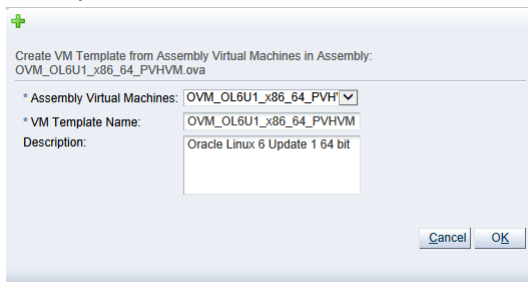 Create VM Template from Assembly Virtual Machines in Assembly:
OVM_OL6U1_x86_64_PVHVM.ova
* Assembly Virtual Machines: OVM_OL6U1_x86_64_PVH
* VM Template Name: OVM_OL6U1_x86_64_PVHVM
Description: Oracle Linux 6 Update 1 64 bit
Cancel OK